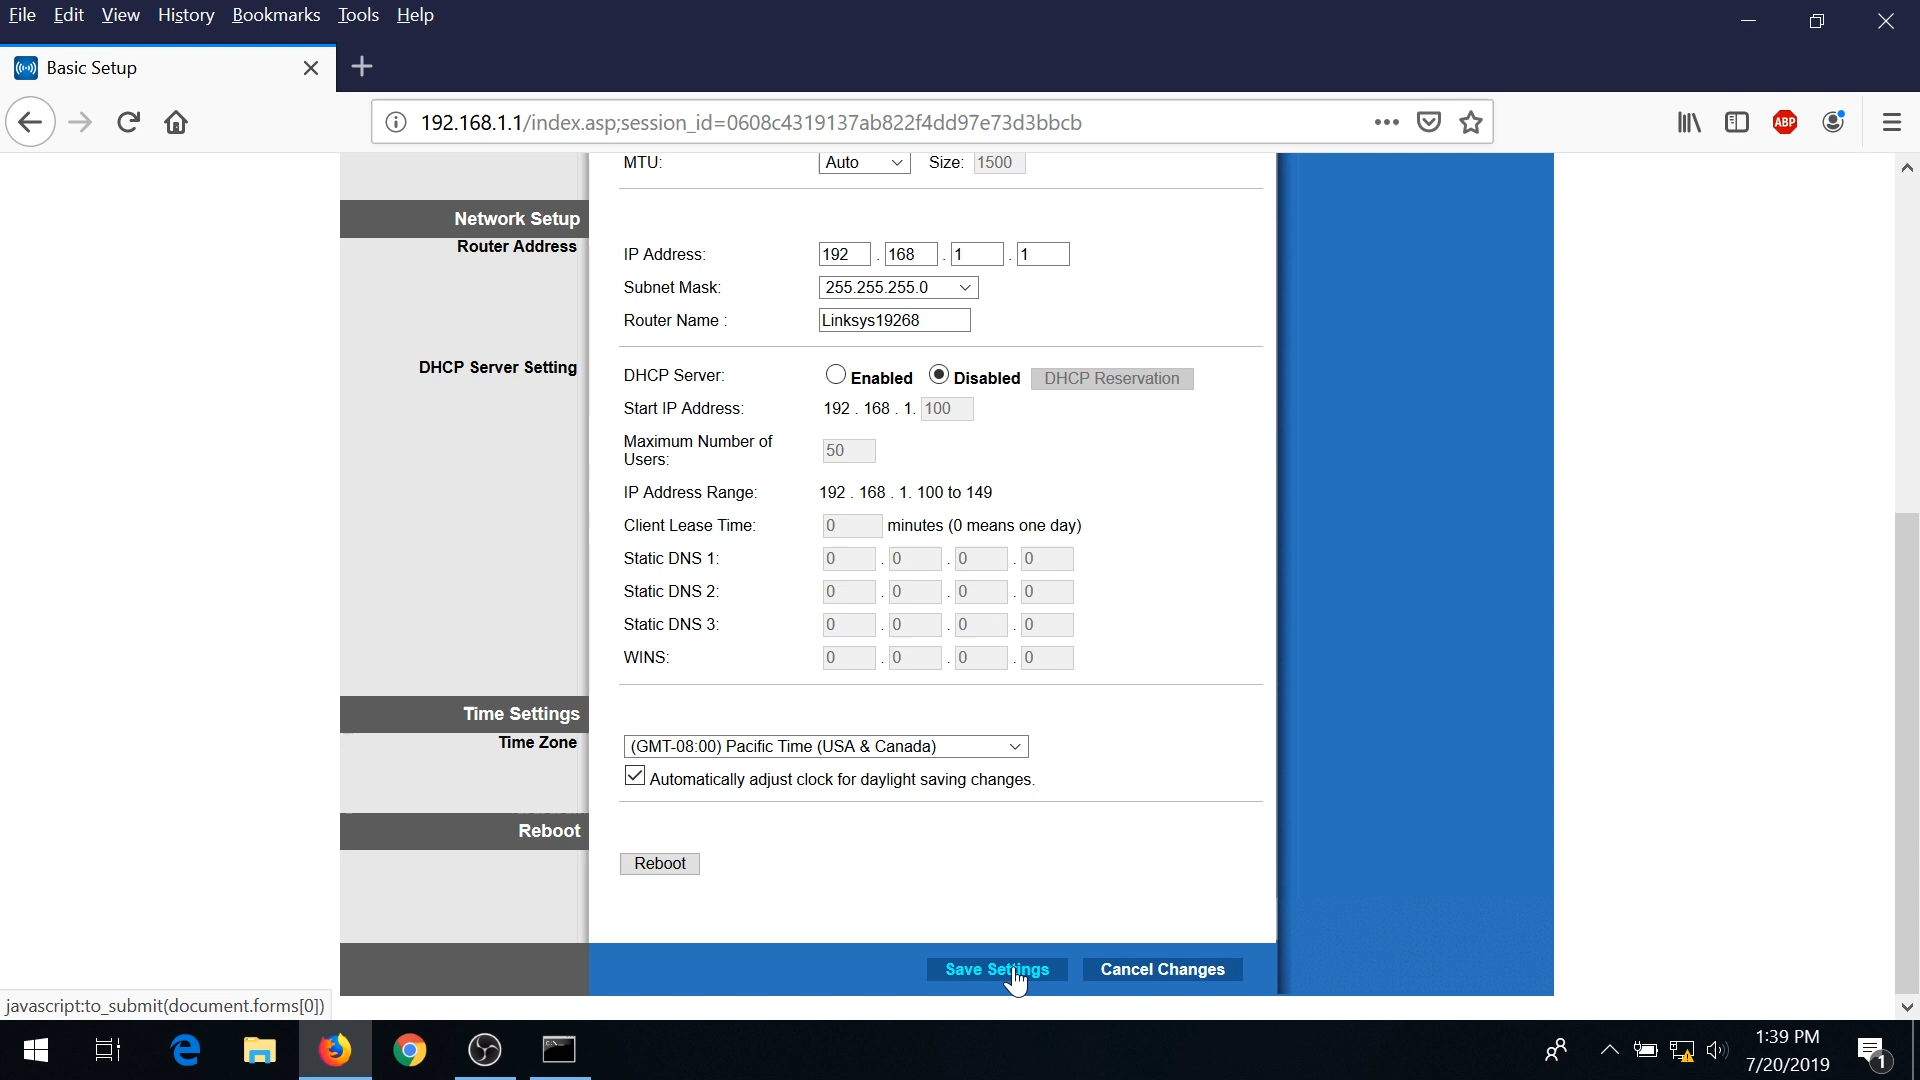 File Edit View History Bookmarks Tools Help
Basic Setup
192.168.1.1/index.asp;session_id=0608c4319137ab822f4dd97e73d3bbcb
ABP
MTU: Auto Size: 1500
Network Setup
Router Address
IP Address: 192 . 168 . 1 . 1
Subnet Mask: 255.255.255.0
Router Name : Linksys19268
DHCP Server Setting
DHCP Server: Enabled Disabled DHCP Reservation
Start IP Address: 192 . 168 . 1. 100
Maximum Number of
Users: 50
IP Address Range: 192 . 168 . 1. 100 to 149
Client Lease Time: 0 minutes (0 means one day)
Static DNS 1: 0 . 0 . 0 . 0
Static DNS 2: 0 . 0 . 0 . 0
Static DNS 3: 0 . 0 . 0 . 0
WINS: 0 . 0 . 0 . 0
Time Settings
Time Zone
(GMT-08:00) Pacific Time (USA & Canada)
Automatically adjust clock for daylight saving changes.
Reboot
Reboot
Save Settings Cancel Changes
javascript:to_submit(document.forms[0])
1:39 PM
7/20/2019
1